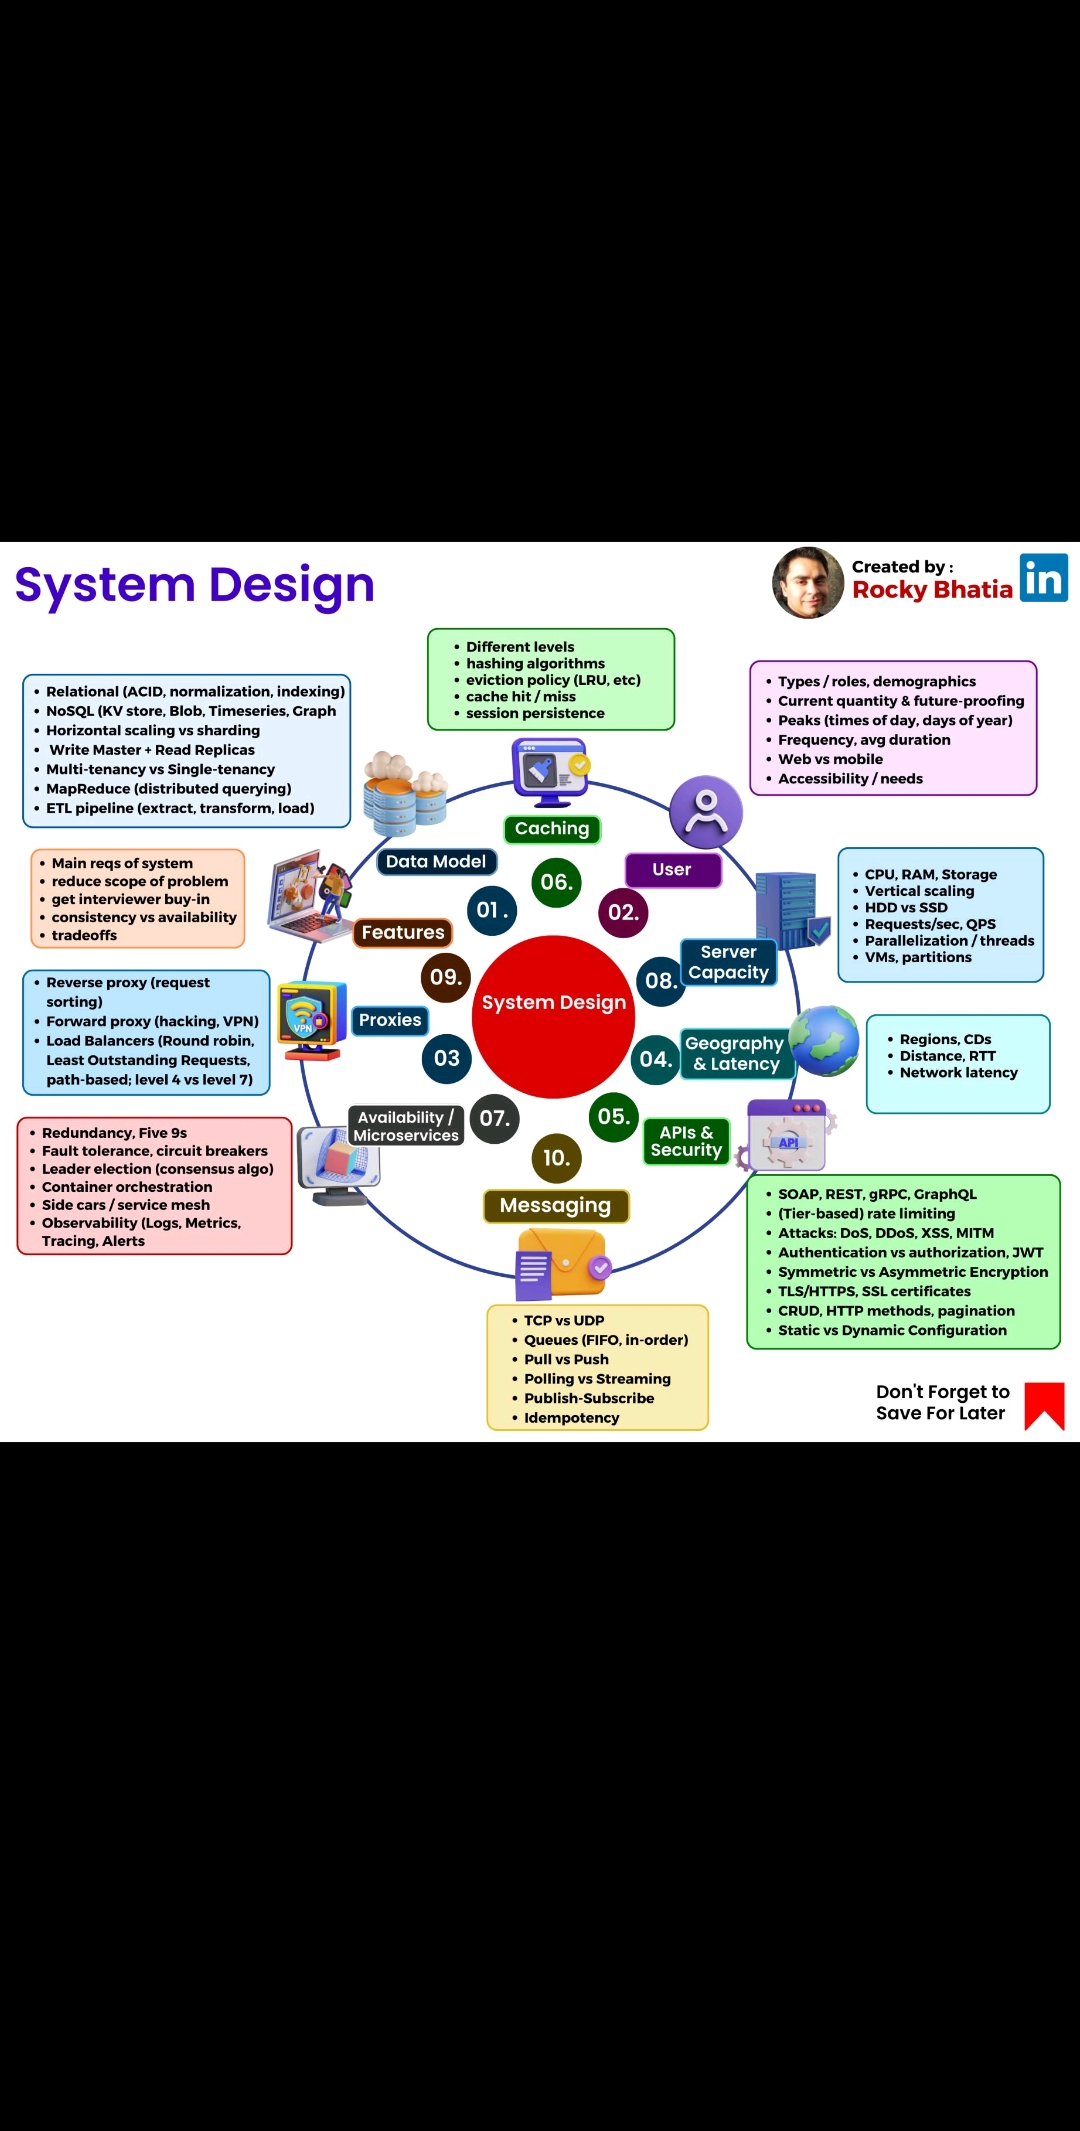 System Design
Created by :
Rocky Bhatia
in
• Different levels
• hashing algorithms
• eviction policy (LRU, etc)
• cache hit / miss
• session persistence
• Relational (ACID, normalization, indexing)
• NoSQL (KV store, Blob, Timeseries, Graph
• Horizontal scaling vs sharding
• Write Master + Read Replicas
• Multi-tenancy vs Single-tenancy
• MapReduce (distributed querying)
• ETL pipeline (extract, transform, load)
• Types / roles, demographics
• Current quantity & future-proofing
• Peaks (times of day, days of year)
• Frequency, avg duration
• Web vs mobile
• Accessibility / needs
Caching
06.
Data Model
01.
User
02.
• Main reqs of system
• reduce scope of problem
• get interviewer buy-in
• consistency vs availability
• tradeoffs
Features
09.
• CPU, RAM, Storage
• Vertical scaling
• HDD vs SSD
• Requests/sec, QPS
• Parallelization / threads
• VMs, partitions
Server
Capacity
08.
System Design
• Reverse proxy (request
sorting)
• Forward proxy (hacking, VPN)
• Load Balancers (Round robin,
Least Outstanding Requests,
path-based; level 4 vs level 7)
VPN
Proxies
03
04.
Geography
& Latency
• Regions, CDs
• Distance, RTT
• Network latency
• Redundancy, Five 9s
• Fault tolerance, circuit breakers
• Leader election (consensus algo)
• Container orchestration
• Side cars / service mesh
• Observability (Logs, Metrics,
Tracing, Alerts
Availability /
Microservices
07.
05.
APIs &
Security
API
10.
Messaging
• SOAP, REST, gRPC, GraphQL
• (Tier-based) rate limiting
• Attacks: DoS, DDoS, XSS, MITM
• Authentication vs authorization, JWT
• Symmetric vs Asymmetric Encryption
• TLS/HTTPS, SSL certificates
• CRUD, HTTP methods, pagination
• Static vs Dynamic Configuration
• TCP vs UDP
• Queues (FIFO, in-order)
• Pull vs Push
• Polling vs Streaming
• Publish-Subscribe
• Idempotency
Don't Forget to
Save For Later